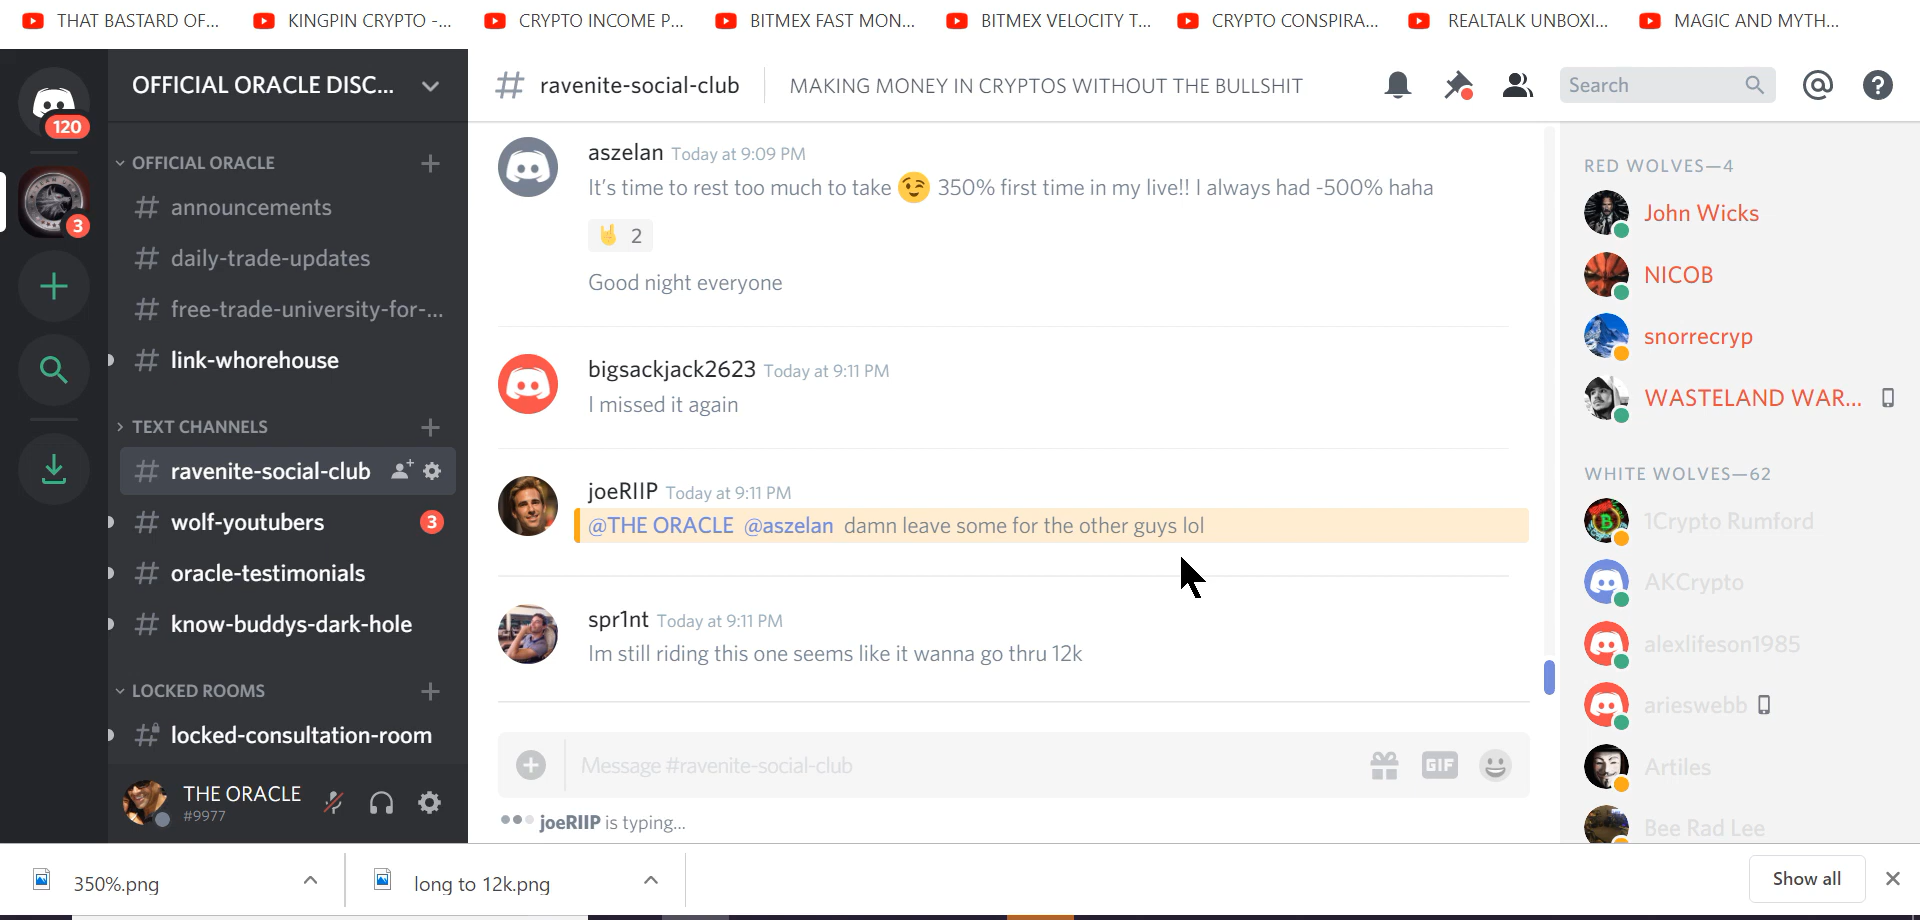 THAT BASTARD OF... KINGPIN CRYPTO -... CRYPTO INCOME P... BITMEX FAST MON... BITMEX VELOCITY T... CRYPTO CONSPIRA... REALTALK UNBOXI... MAGIC AND MYTH...
120
3
OFFICIAL ORACLE DISC...
OFFICIAL ORACLE
# announcements
# daily-trade-updates
# free-trade-university-for-...
# link-whorehouse
TEXT CHANNELS
# ravenite-social-club
# wolf-youtubers 3
# oracle-testimonials
# know-buddys-dark-hole
LOCKED ROOMS
# locked-consultation-room
THE ORACLE
#9977
# ravenite-social-club MAKING MONEY IN CRYPTOS WITHOUT THE BULLSHIT Search
aszelan Today at 9:09 PM
It's time to rest too much to take 😉 350% first time in my live!! I always had -500% haha
🤘 2
Good night everyone
bigsackjack2623 Today at 9:11 PM
I missed it again
joeRIIP Today at 9:11 PM
@THE ORACLE @aszelan damn leave some for the other guys lol
spr1nt Today at 9:11 PM
Im still riding this one seems like it wanna go thru 12k
Message #ravenite-social-club GIF
joeRIIP is typing...
RED WOLVES—4
John Wicks
NICOB
snorrecryp
WASTELAND WAR...
WHITE WOLVES—62
1Crypto Rumford
AKCrypto
alexlifeson1985
arieswebb
Artiles
Bee Rad Lee
350%.png long to 12k.png Show all